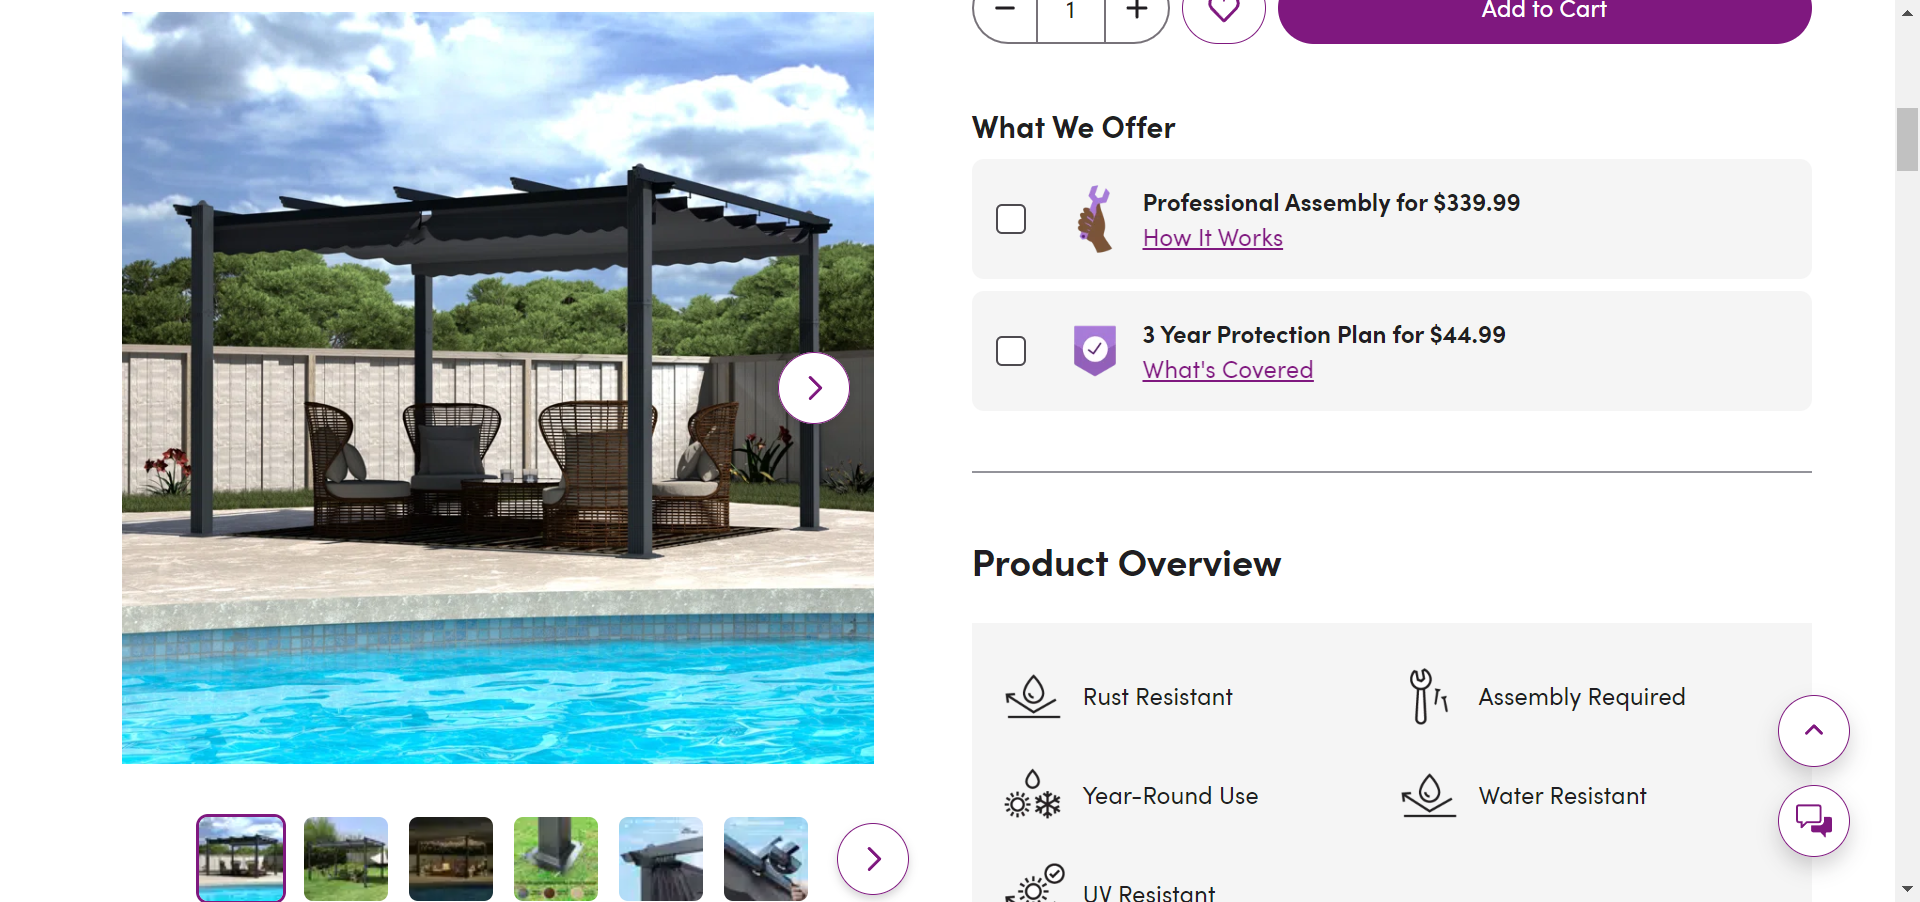 1
Add to Cart
What We Offer
Professional Assembly for $339.99
How It Works
3 Year Protection Plan for $44.99
What's Covered
Product Overview
Rust Resistant
Assembly Required
Year-Round Use
Water Resistant
UV Resistant